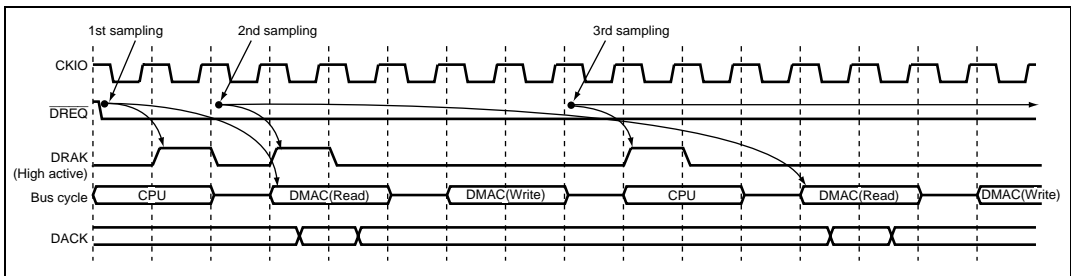 1st sampling 2nd sampling 3rd sampling
CKIO
DREQ
DRAK
(High active)
Bus cycle CPU DMAC(Read) DMAC(Write) CPU DMAC(Read) DMAC(Write)
DACK